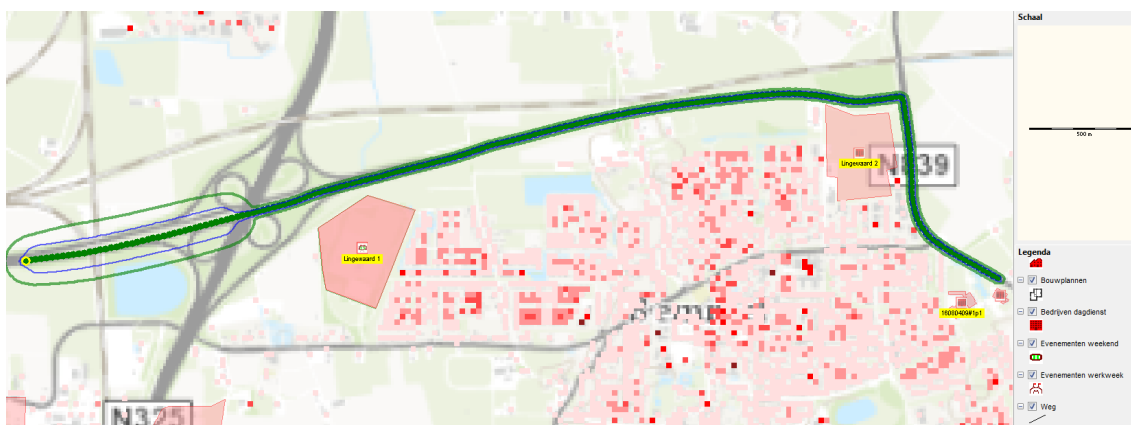 Schaal
500 m
N839
Lingewaard 2
Lingewaard 1
16080409#1p1
N325
Legenda
Bouwplannen
Bedrijven dagdienst
Evenementen weekend
Evenementen werkweek
Weg